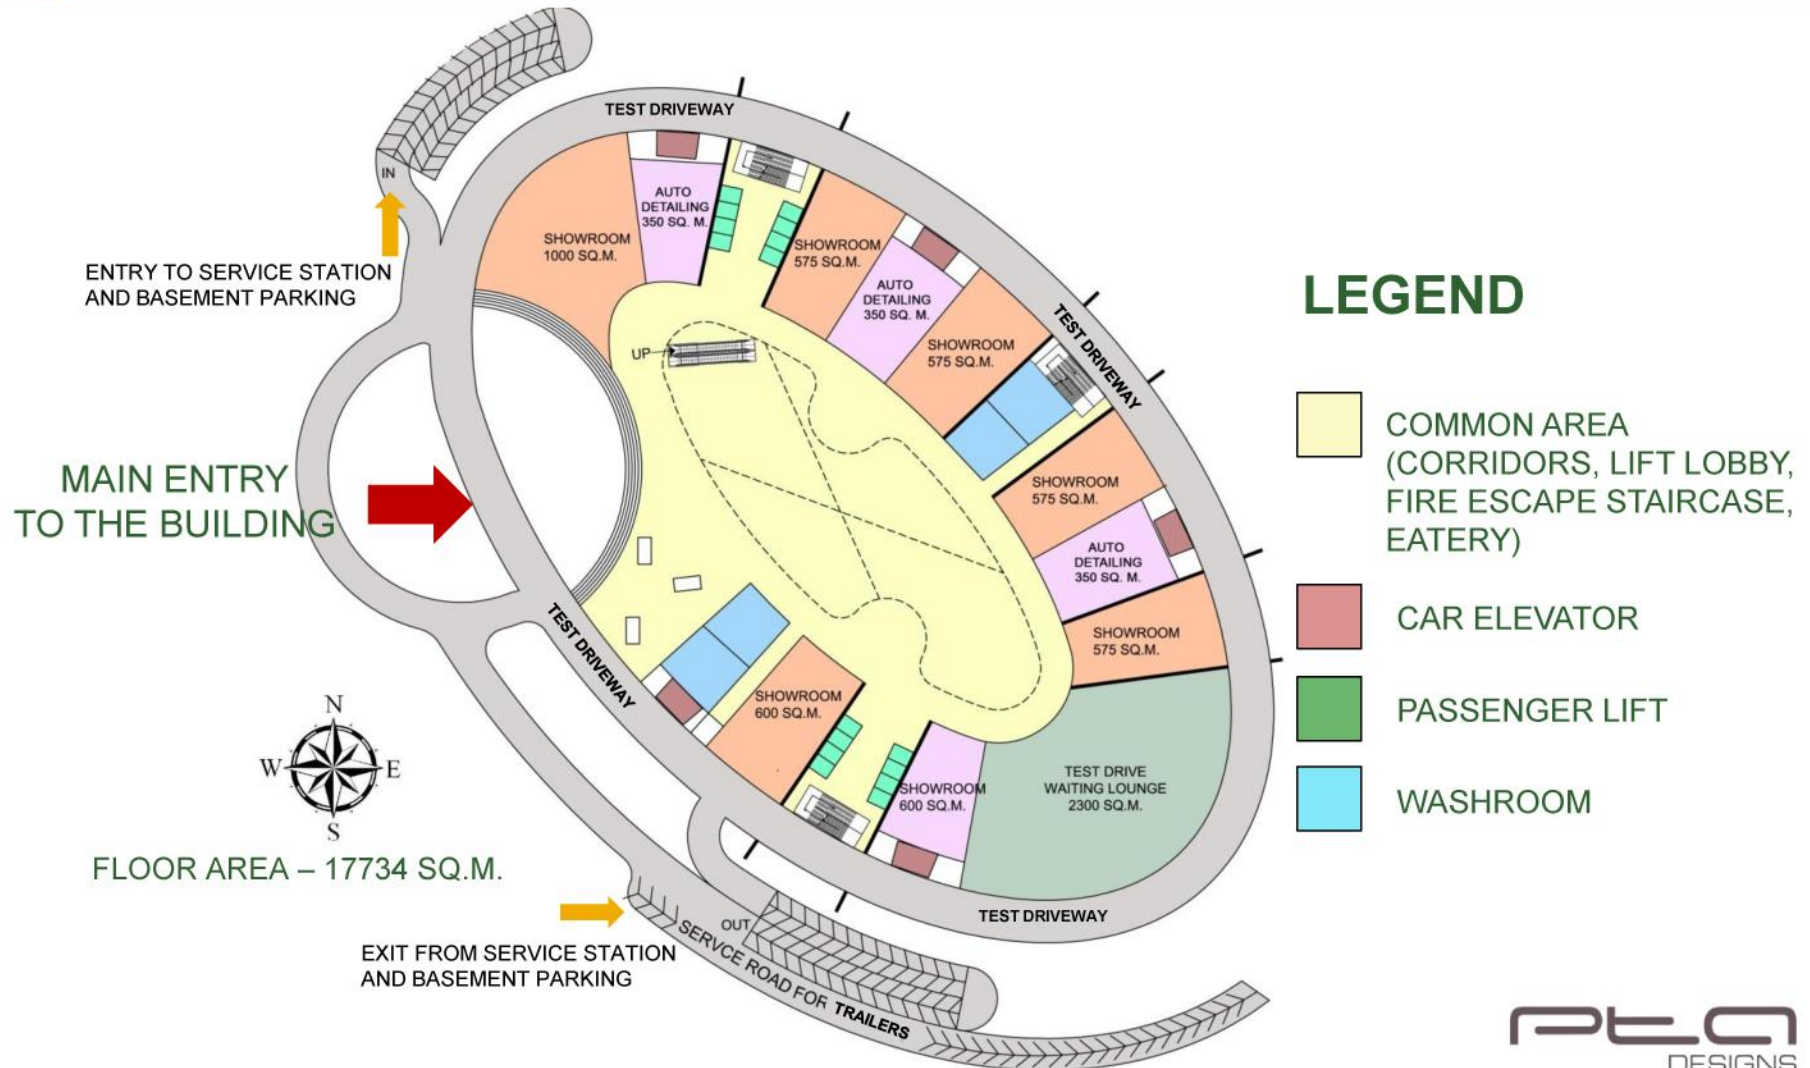 TEST DRIVEWAY
IN
ENTRY TO SERVICE STATION
AND BASEMENT PARKING
AUTO
DETAILING
350 SQ. M.
SHOWROOM
1000 SQ.M.
SHOWROOM
575 SQ.M.
AUTO
DETAILING
350 SQ. M.
SHOWROOM
575 SQ.M.
TEST DRIVEWAY
UP
MAIN ENTRY
TO THE BUILDING
SHOWROOM
575 SQ.M.
AUTO
DETAILING
350 SQ. M.
SHOWROOM
575 SQ.M.
TEST DRIVEWAY
SHOWROOM
600 SQ.M.
SHOWROOM
600 SQ.M.
TEST DRIVE
WAITING LOUNGE
2300 SQ.M.
N
W E
S
FLOOR AREA – 17734 SQ.M.
TEST DRIVEWAY
OUT
SERVICE ROAD FOR TRAILERS
EXIT FROM SERVICE STATION
AND BASEMENT PARKING
LEGEND
COMMON AREA
(CORRIDORS, LIFT LOBBY,
FIRE ESCAPE STAIRCASE,
EATERY)
CAR ELEVATOR
PASSENGER LIFT
WASHROOM
pta
DESIGNS